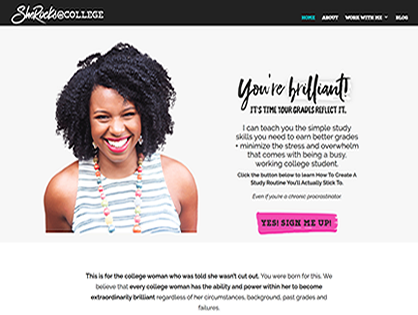 SheRocks@COLLEGE
HOME ABOUT WORK WITH ME BLOG
You're brilliant!
IT'S TIME YOUR GRADES REFLECT IT.
I can teach you the simple study
skills you need to earn better grades
+ minimize the stress and overwhelm
that comes with being a busy,
working college student.
Click the button below to learn How To Create A
Study Routine You'll Actually Stick To.
Even if you're a chronic procrastinator.
YES! SIGN ME UP!
This is for the college woman who was told she wasn't cut out. You were born for this. We
believe that every college woman has the ability and power within her to become
extraordinarily brilliant regardless of her circumstances, background, past grades and
failures.